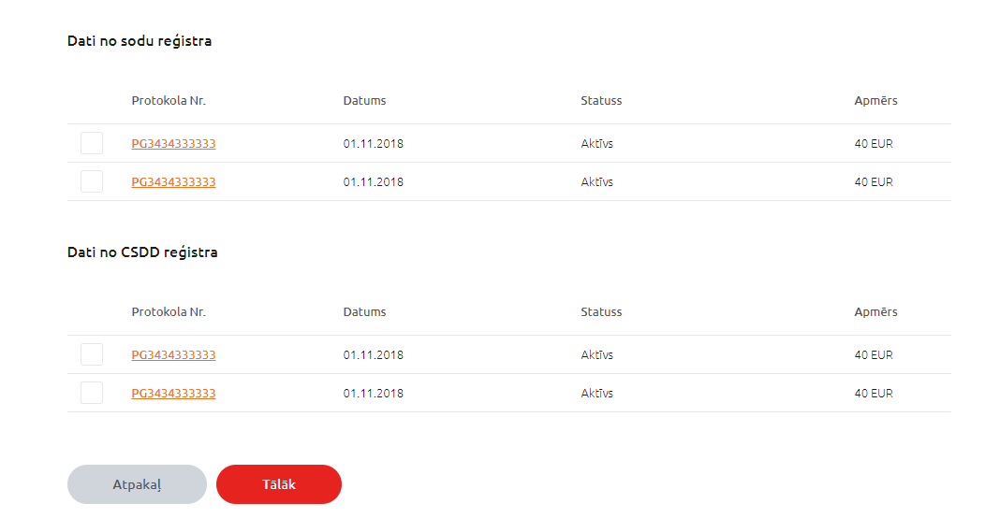 Dati no sodu reģistra
Protokola Nr. Datums Statuss Apmērs
PG3434333333 01.11.2018 Aktīvs 40 EUR
PG3434333333 01.11.2018 Aktīvs 40 EUR
Dati no CSDD reģistra
Protokola Nr. Datums Statuss Apmērs
PG3434333333 01.11.2018 Aktīvs 40 EUR
PG3434333333 01.11.2018 Aktīvs 40 EUR
Atpakaļ Tālāk